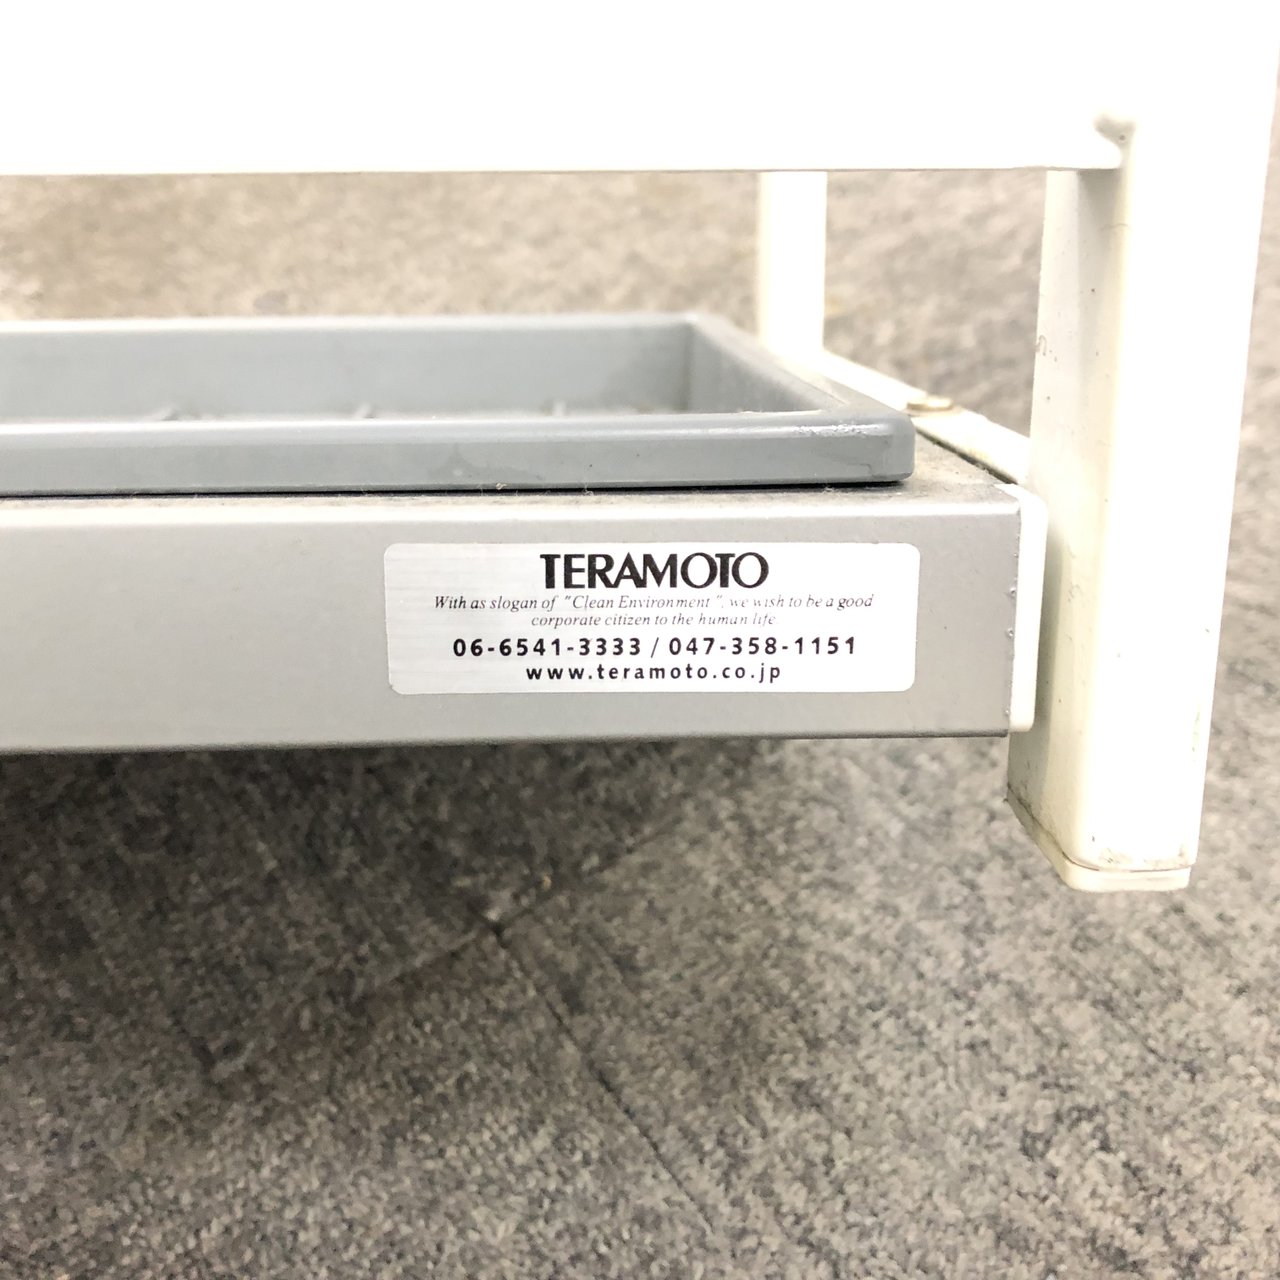 TERAMOTO
With as slogan of "Clean Environment", we wish to be a good
corporate citizen to the human life
06-6541-3333 / 047-358-1151
www.teramoto.co.jp